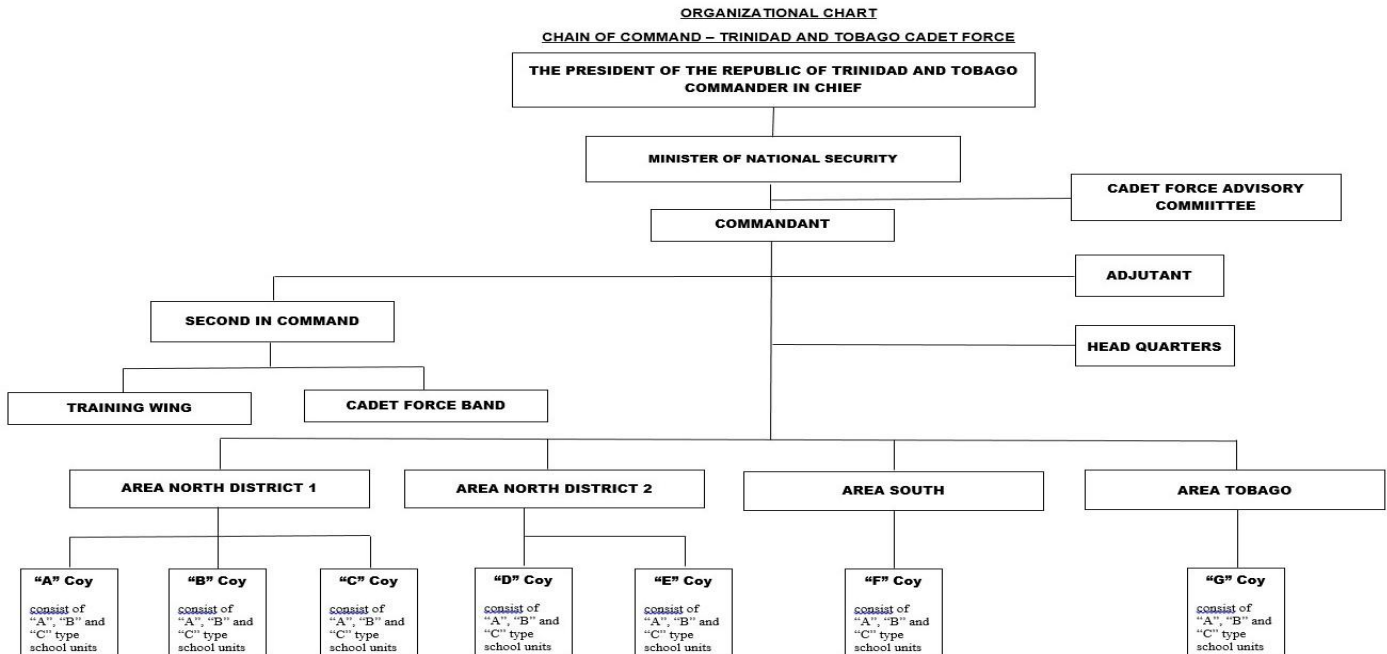 ORGANIZATIONAL CHART
CHAIN OF COMMAND – TRINIDAD AND TOBAGO CADET FORCE
THE PRESIDENT OF THE REPUBLIC OF TRINIDAD AND TOBAGO
COMMANDER IN CHIEF
MINISTER OF NATIONAL SECURITY
CADET FORCE ADVISORY
COMMIITTEE
COMMANDANT
ADJUTANT
SECOND IN COMMAND
HEAD QUARTERS
TRAINING WING
CADET FORCE BAND
AREA NORTH DISTRICT 1
AREA NORTH DISTRICT 2
AREA SOUTH
AREA TOBAGO
“A” Coy
consist of
“A”, “B” and
“C” type
school units
“B” Coy
consist of
“A”, “B” and
“C” type
school units
“C” Coy
consist of
“A”, “B” and
“C” type
school units
“D” Coy
consist of
“A”, “B” and
“C” type
school units
“E” Coy
consist of
“A”, “B” and
“C” type
school units
“F” Coy
consist of
“A”, “B” and
“C” type
school units
“G” Coy
consist of
“A”, “B” and
“C” type
school units